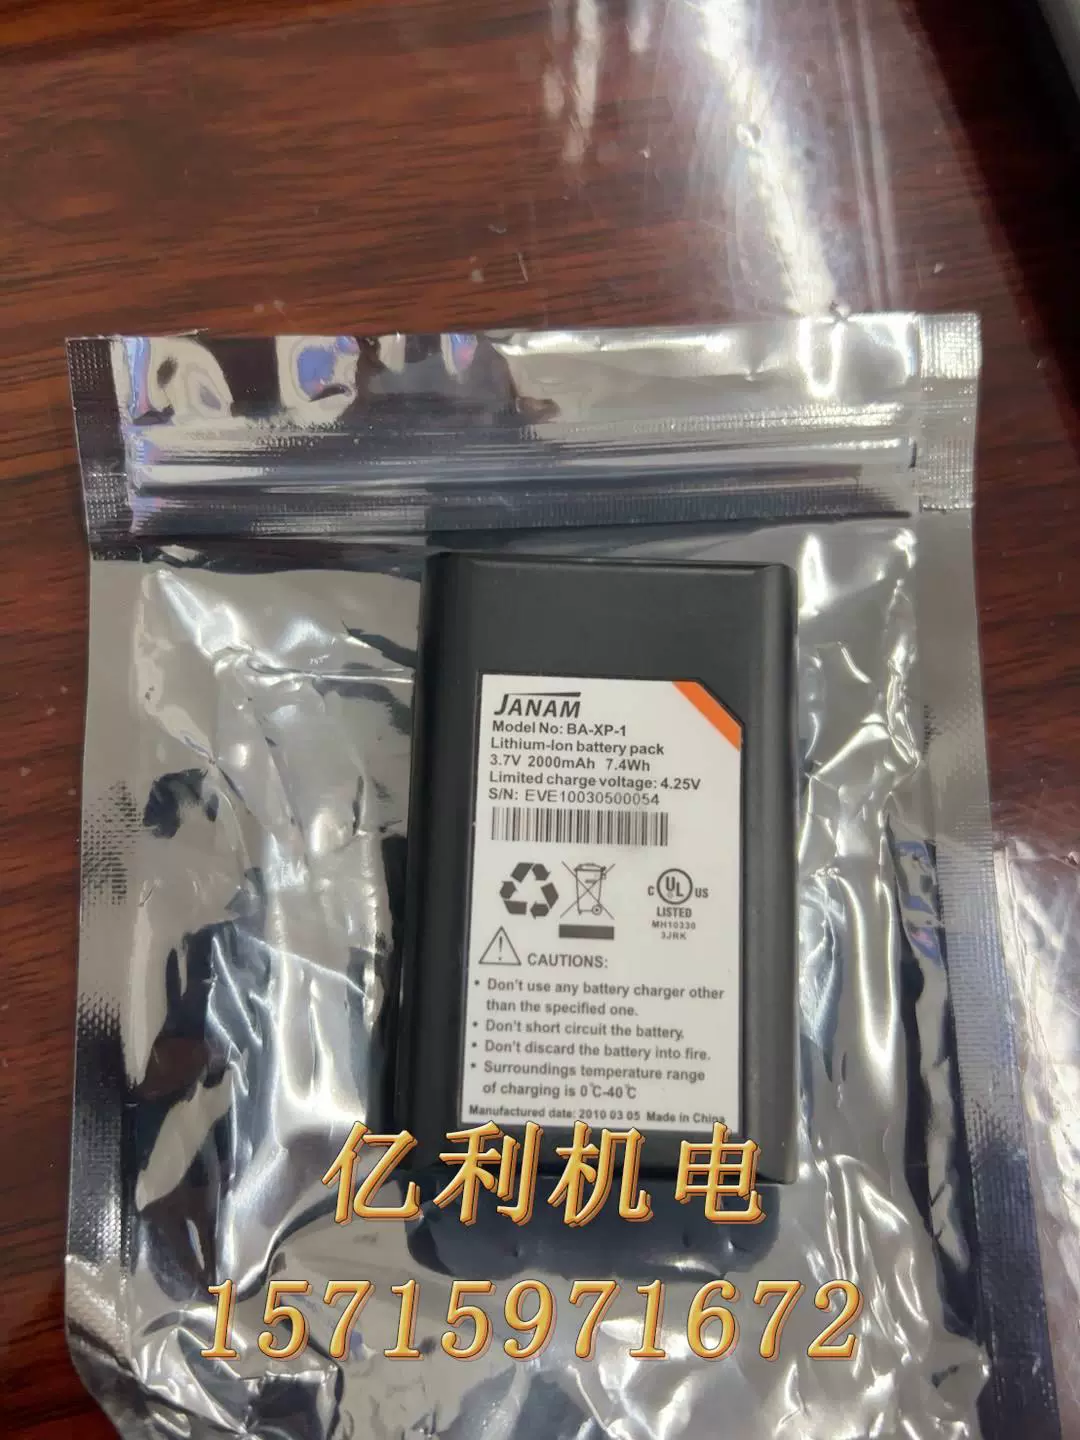 JANAM
Model No: BA-XP-1
Lithium-Ion battery pack
3.7V 2000mAh 7.4Wh
Limited charge voltage: 4.25V
S/N: EVE10030500054
C UL US
LISTED
MH10330
3JRK
CAUTIONS:
• Don't use any battery charger other
than the specified one.
• Don't short circuit the battery.
• Don't discard the battery into fire.
• Surroundings temperature range
of charging is 0℃-40℃
Manufactured date: 2010 03 05 Made in China
亿利机电
15715971672